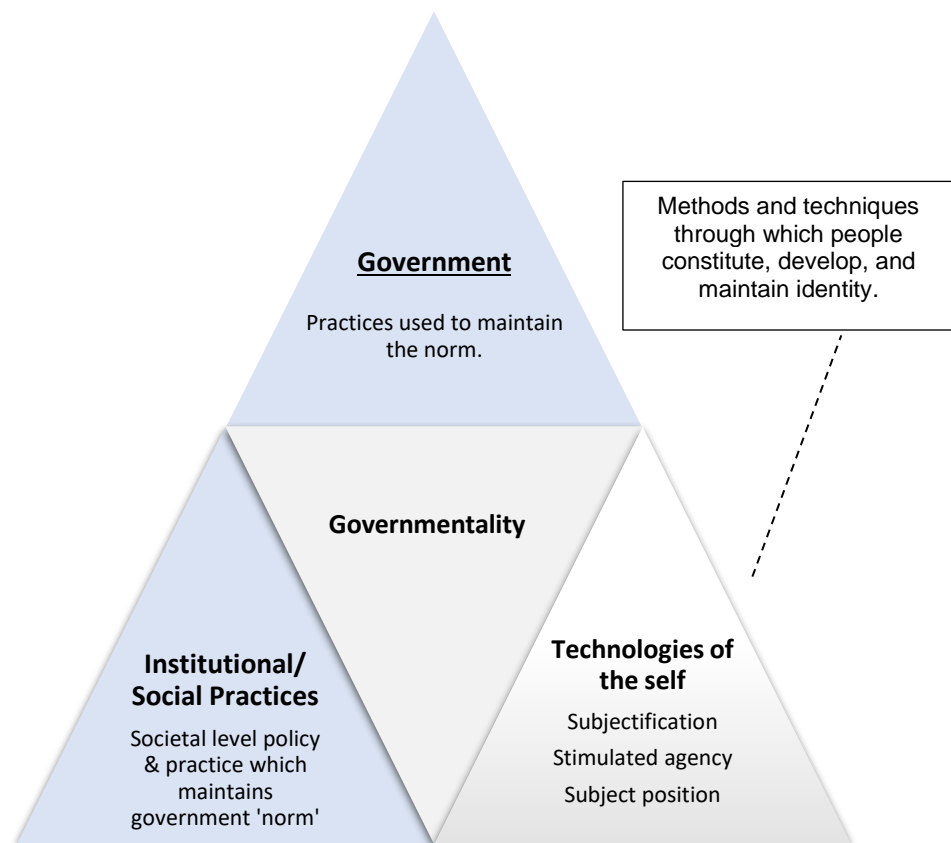 Government
Practices used to maintain
the norm.
Methods and techniques
through which people
constitute, develop, and
maintain identity.
Governmentality
Institutional/
Social Practices
Societal level policy
& practice which
maintains
government 'norm'
Technologies of
the self
Subjectification
Stimulated agency
Subject position